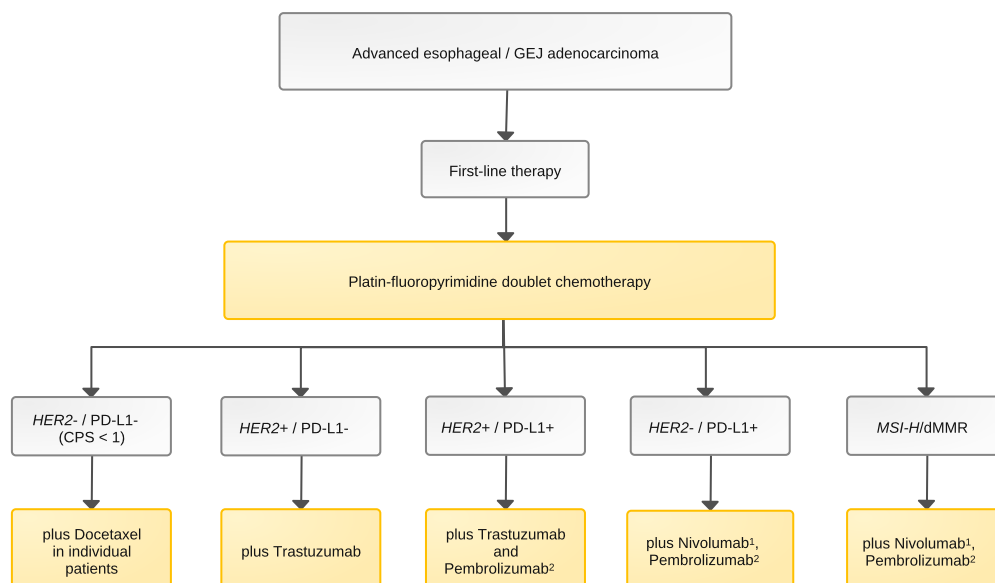 Advanced esophageal / GEJ adenocarcinoma
First-line therapy
Platin-fluoropyrimidine doublet chemotherapy
HER2- / PD-L1-
(CPS < 1)
HER2+ / PD-L1-
HER2+ / PD-L1+
HER2- / PD-L1+
MSI-H/dMMR
plus Docetaxel
in individual
patients
plus Trastuzumab
plus Trastuzumab
and
Pembrolizumab²
plus Nivolumab¹,
Pembrolizumab²
plus Nivolumab¹,
Pembrolizumab²